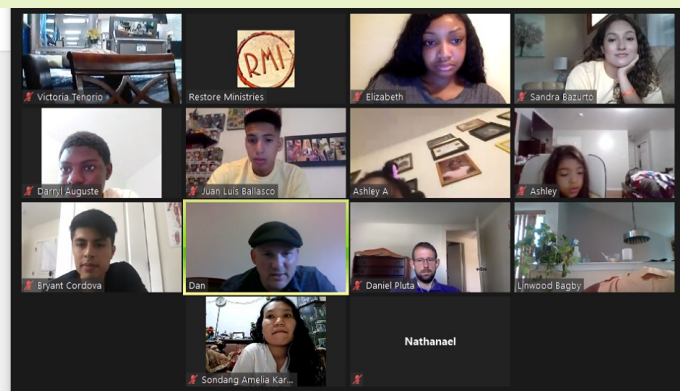 Victoria Tenorio
RMI
Restore Ministries
Elizabeth
Sandra Bazurto
Darryl Auguste
Juan Luis Ballasco
Ashley A
Ashley
Bryant Cordova
Dan
Daniel Pluta
Linwood Bagby
Sondang Amelia Kar...
Nathanael